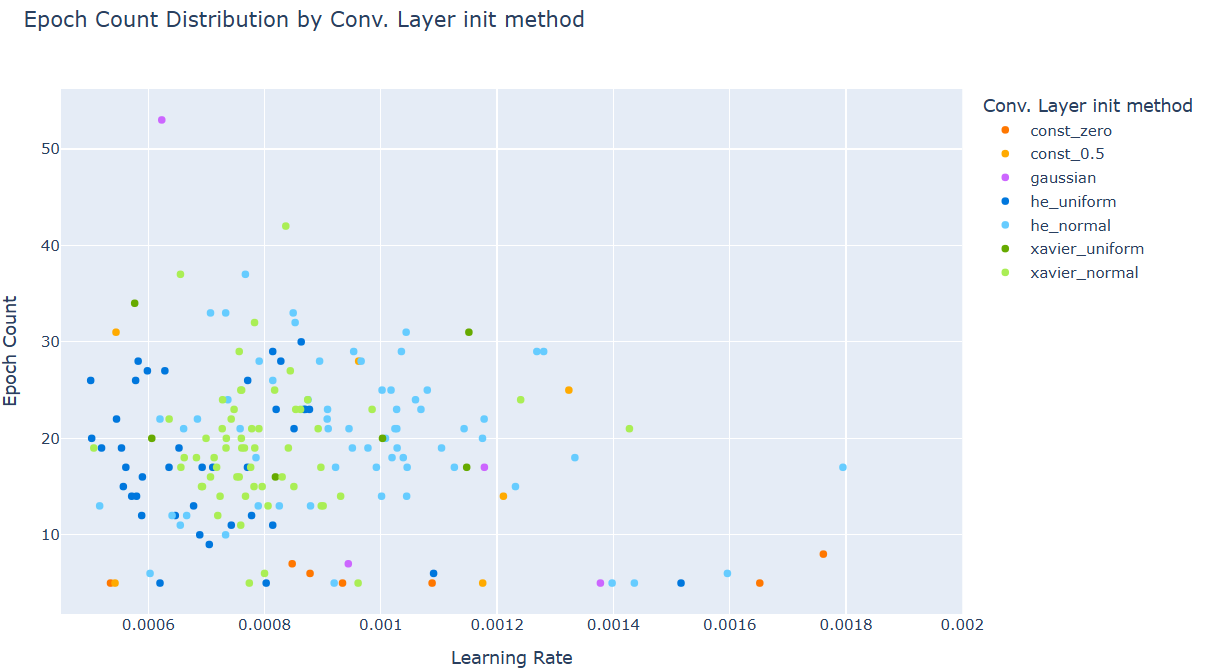 Epoch Count Distribution by Conv. Layer init method
Epoch Count
50
40
30
20
10
0.0006
0.0008
0.001
0.0012
0.0014
0.0016
0.0018
0.002
Learning Rate
Conv. Layer init method
const_zero
const_0.5
gaussian
he_uniform
he_normal
xavier_uniform
xavier_normal